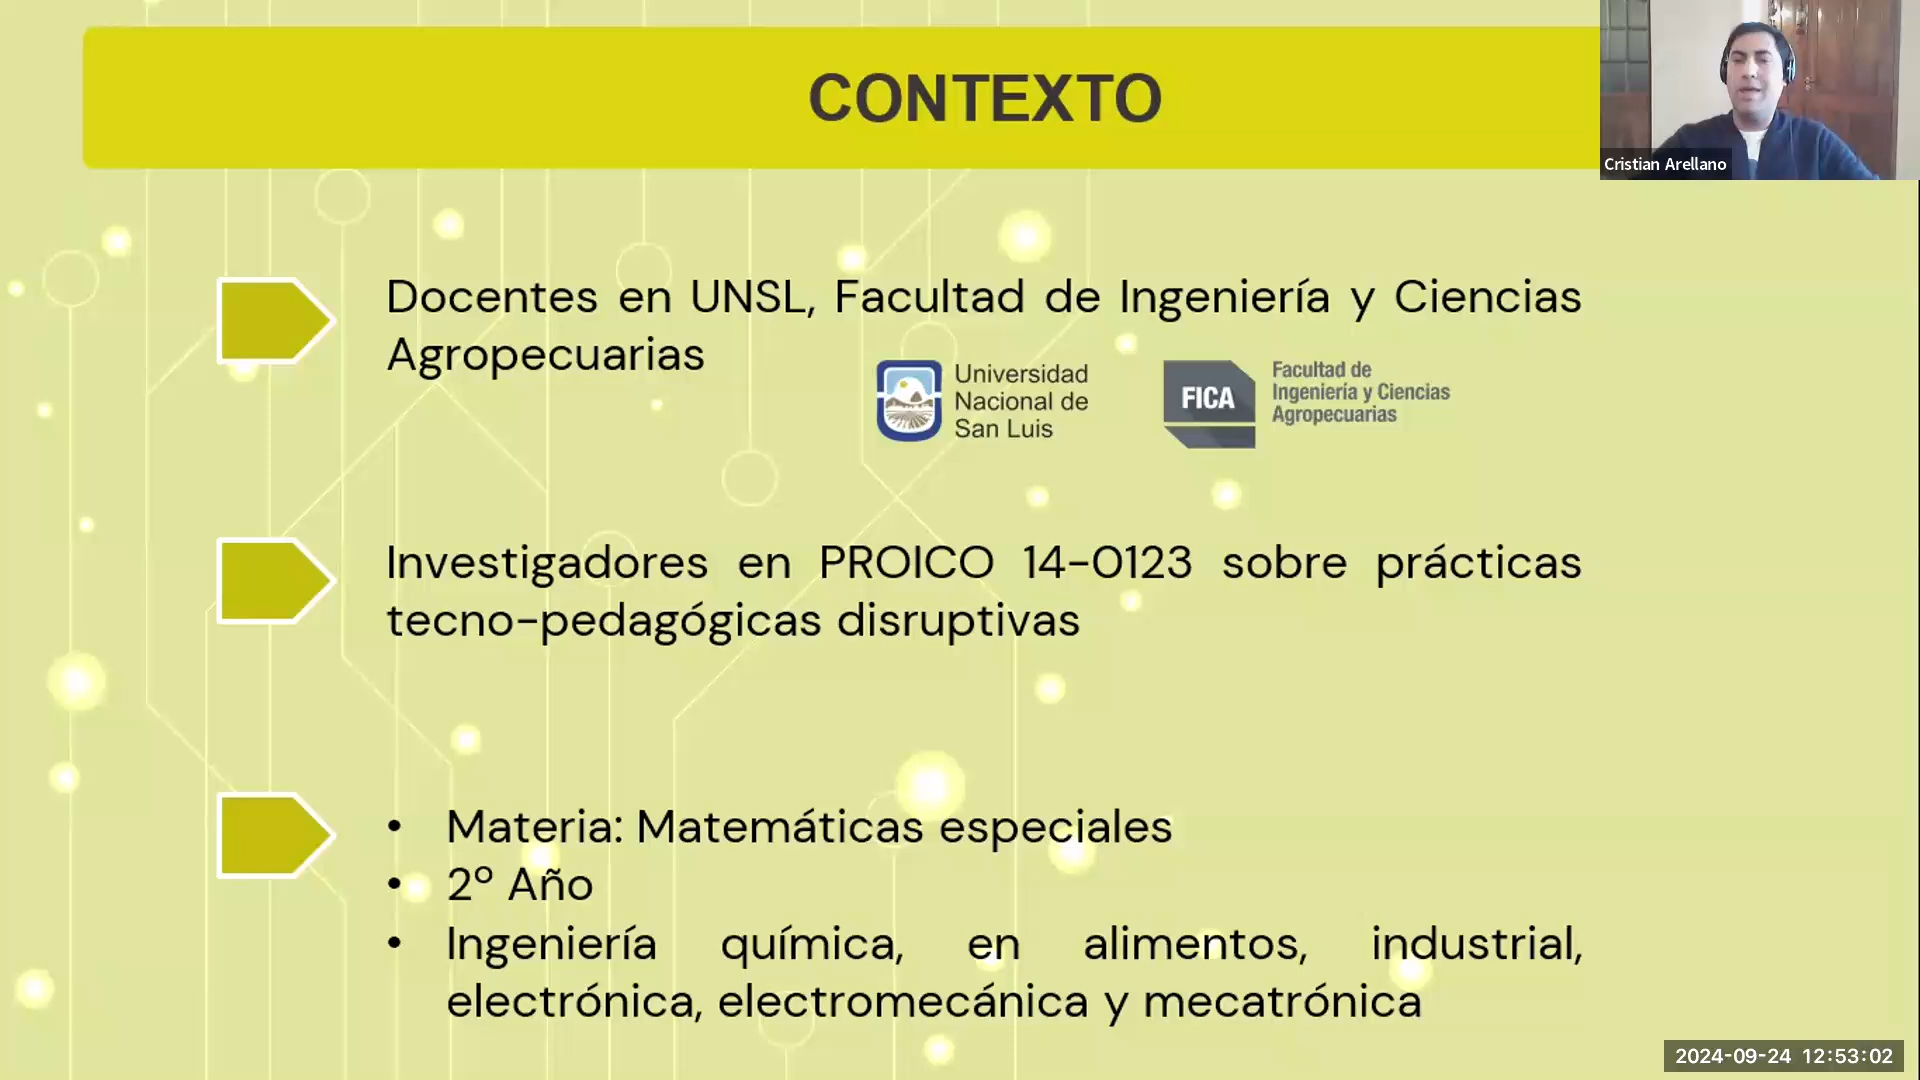 CONTEXTO
Cristian Arellano
Docentes en UNSL, Facultad de Ingeniería y Ciencias
Agropecuarias
Universidad
Nacional de
San Luis
FICA
Facultad de
Ingeniería y Ciencias
Agropecuarias
Investigadores en PROICO 14-0123 sobre prácticas
tecno-pedagógicas disruptivas
• Materia: Matemáticas especiales
• 2º Año
• Ingeniería química, en alimentos, industrial,
electrónica, electromecánica y mecatrónica
2024-09-24 12:53:02